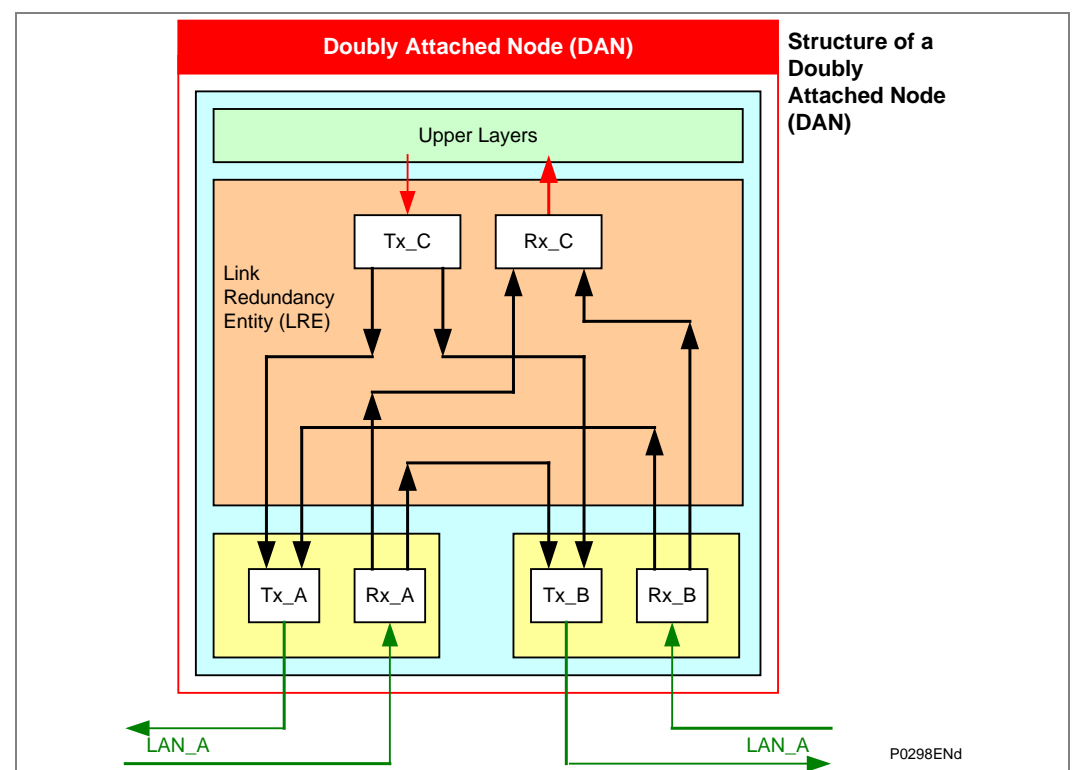 Doubly Attached Node (DAN)
Structure of a
Doubly
Attached Node
(DAN)
Upper Layers
Tx_C
Rx_C
Link
Redundancy
Entity (LRE)
Tx_A
Rx_A
Tx_B
Rx_B
LAN_A
LAN_A
P0298ENd